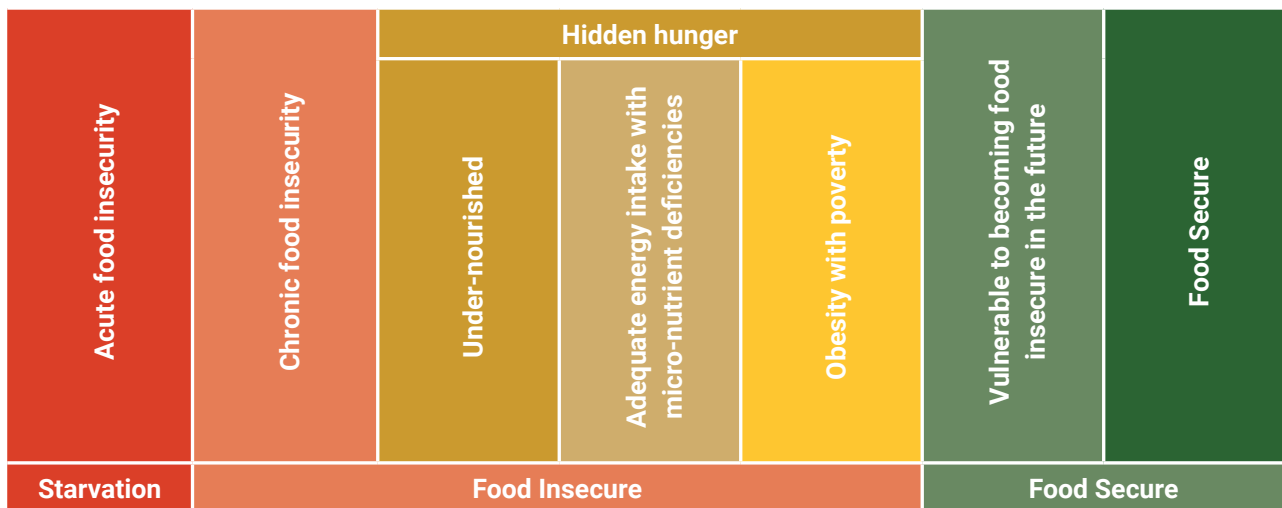 Hidden hunger
Acute food insecurity
Chronic food insecurity
Under-nourished
Adequate energy intake with
micro-nutrient deficiencies
Obesity with poverty
Vulnerable to becoming food
insecure in the future
Food Secure
Starvation
Food Insecure
Food Secure